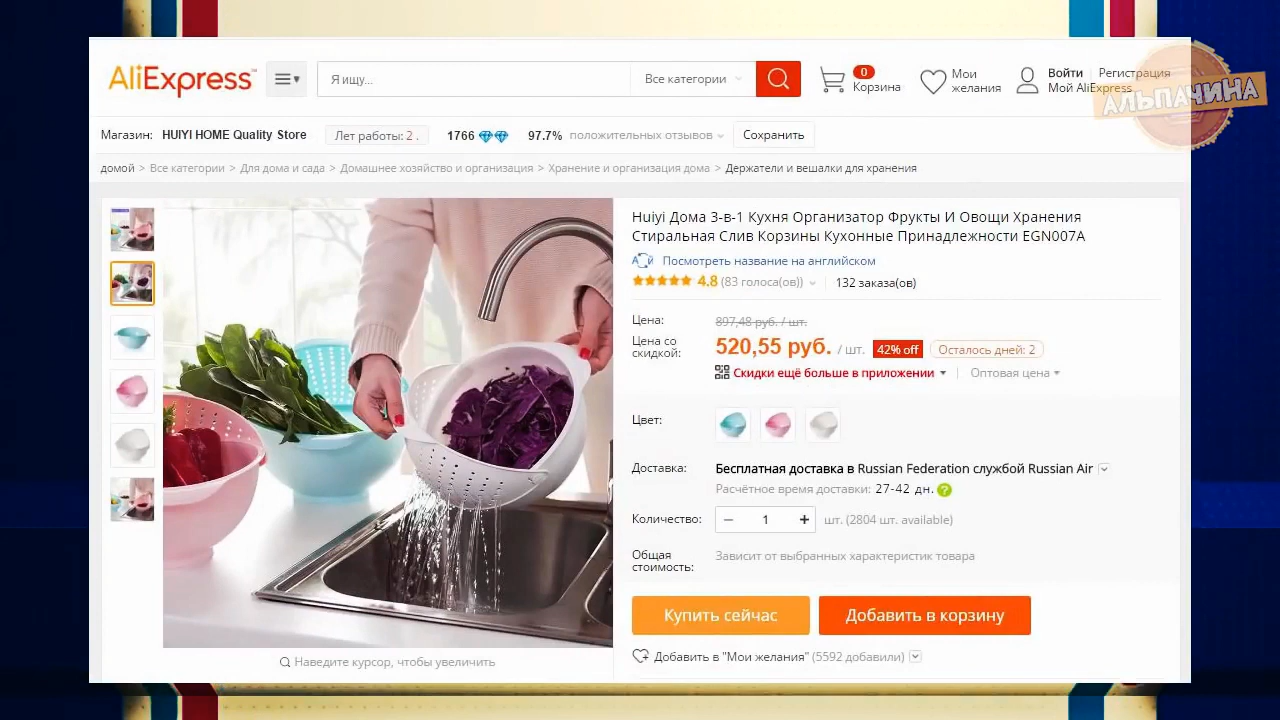 АЛЬПАЧИНА
AliExpress™
Я ищу...
Все категории
0
Корзина
Мои
желания
Войти | Регистрация
Мой AliExpress
Магазин: HUIYI HOME Quality Store
Лет работы: 2 .
1766
97.7% положительных отзывов
Сохранить
домой > Все категории > Для дома и сада > Домашнее хозяйство и организация > Хранение и организация дома > Держатели и вешалки для хранения
Huiyi Дома 3-в-1 Кухня Организатор Фрукты И Овощи Хранения
Стиральная Слив Корзины Кухонные Принадлежности EGN007A
Посмотреть название на английском
4.8 (83 голоса(ов)) 132 заказа(ов)
Цена: 897,48 руб. / шт.
Цена со
скидкой:
520,55 руб. / шт. 42% off Осталось дней: 2
Скидки ещё больше в приложении | Оптовая цена
Цвет:
Доставка: Бесплатная доставка в Russian Federation службой Russian Air
Расчётное время доставки: 27-42 дн. ?
Количество: − 1 + шт. (2804 шт. available)
Общая
стоимость:
Зависит от выбранных характеристик товара
Купить сейчас
Добавить в корзину
Добавить в "Мои желания" (5592 добавили)
Наведите курсор, чтобы увеличить